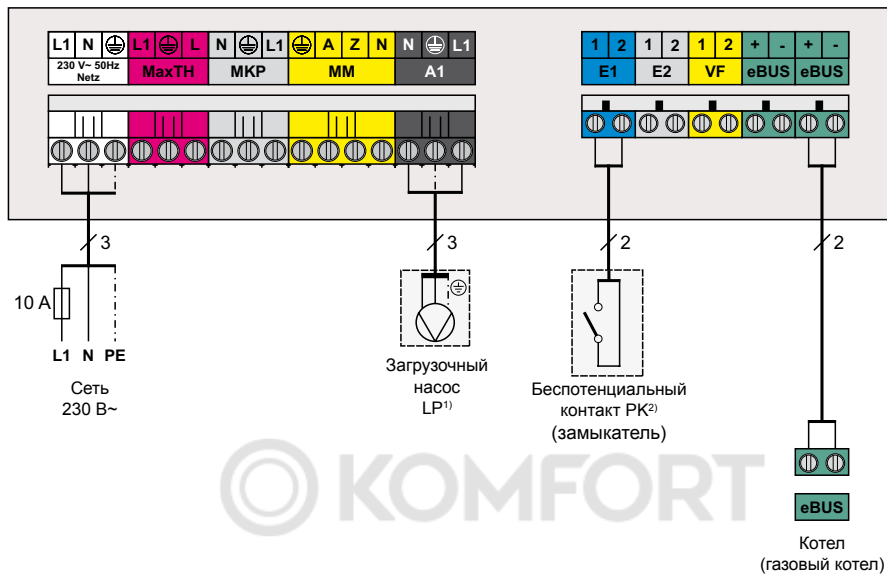 L1 N L1 L N L1 A Z N N L1 1 2 1 2 1 2 + - + -
230 V~ 50Hz
Netz
MaxTH MKP MM A1 E1 E2 VF eBUS eBUS
3 3 2 2
10 A
L1 N PE
Сеть
230 В~
Загрузочный
насос
LP1)
Беспотенциальный
контакт PK2)
(замыкатель)
KOMFORT
eBUS
Котел
(газовый котел)